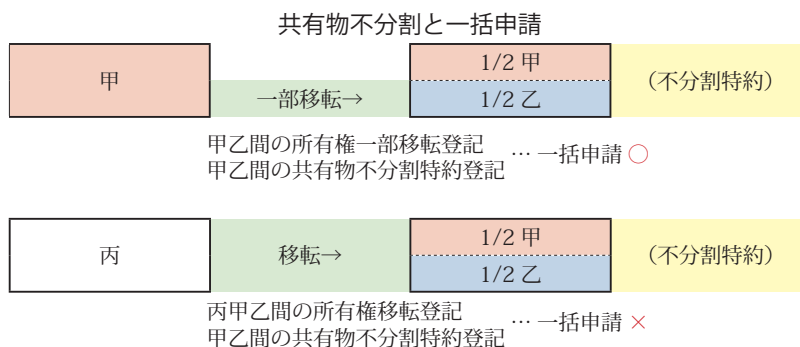 共有物不分割と一括申請
甲
一部移転→
1/2 甲
1/2 乙
（不分割特約）
甲乙間の所有権一部移転登記
甲乙間の共有物不分割特約登記
… 一括申請 ○
丙
移転→
1/2 甲
1/2 乙
（不分割特約）
丙甲乙間の所有権移転登記
甲乙間の共有物不分割特約登記
… 一括申請 ×